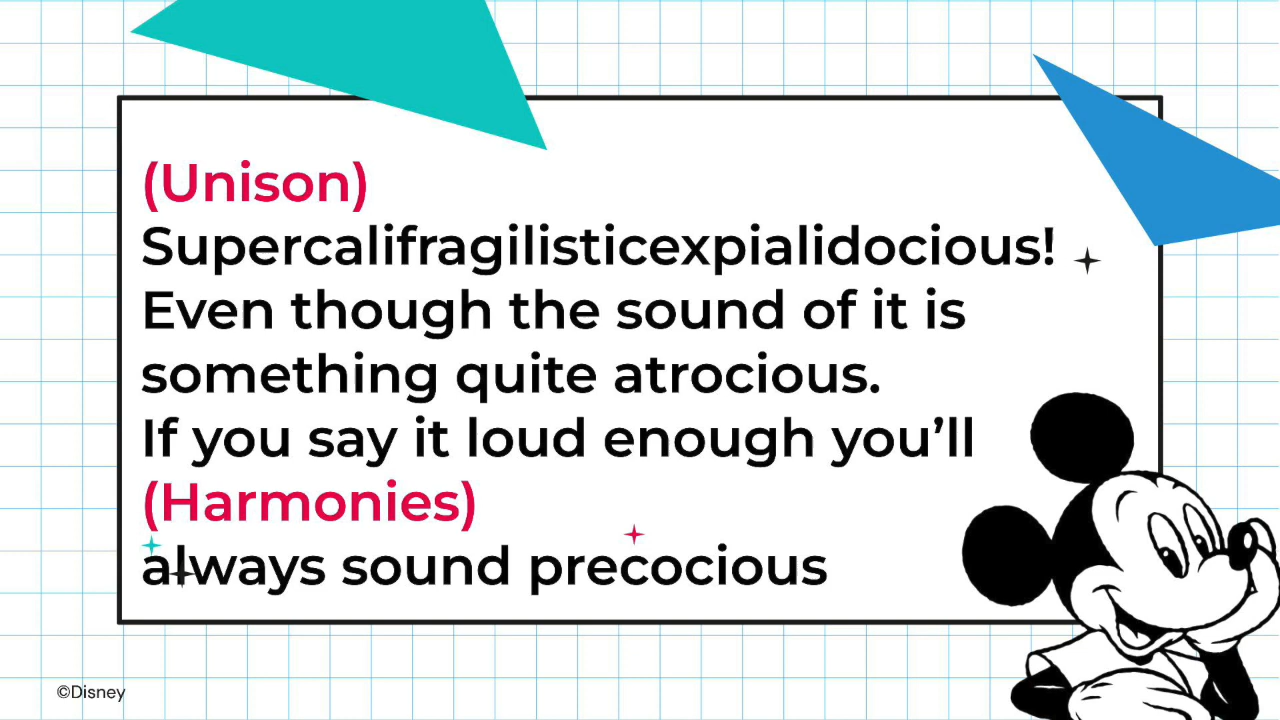 (Unison)
Supercalifragilisticexpialidocious!
Even though the sound of it is
something quite atrocious.
If you say it loud enough you’ll
(Harmonies)
always sound precocious
©Disney